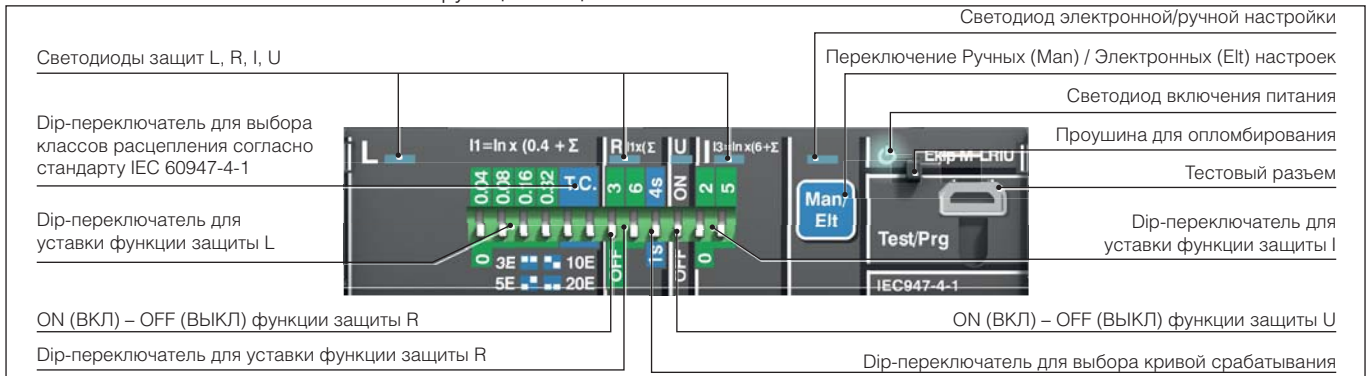 Светодиод электронной/ручной настройки
Светодиоды защит L, R, I, U
Переключение Ручных (Man) / Электронных (Elt) настроек
Светодиод включения питания
Dip-переключатель для выбора
классов расцепления согласно
стандарту IEC 60947-4-1
Проушина для опломбирования
Тестовый разъем
Dip-переключатель для
уставки функции защиты L
Dip-переключатель для
уставки функции защиты I
L
I1=In x (0.4 + Σ
R I1x(Σ
U
I I3=In x(6+Σ
Ekip M-LRIU
0.04 0.08 0.16 0.32 T.C. 3 6 4s ON 2 5
Man/
Elt
Test/Prg
0 3E 10E OFF 1s OFF 0
5E 20E
IEC947-4-1
ON (ВКЛ) – OFF (ВЫКЛ) функции защиты R
ON (ВКЛ) – OFF (ВЫКЛ) функции защиты U
Dip-переключатель для уставки функции защиты R
Dip-переключатель для выбора кривой срабатывания